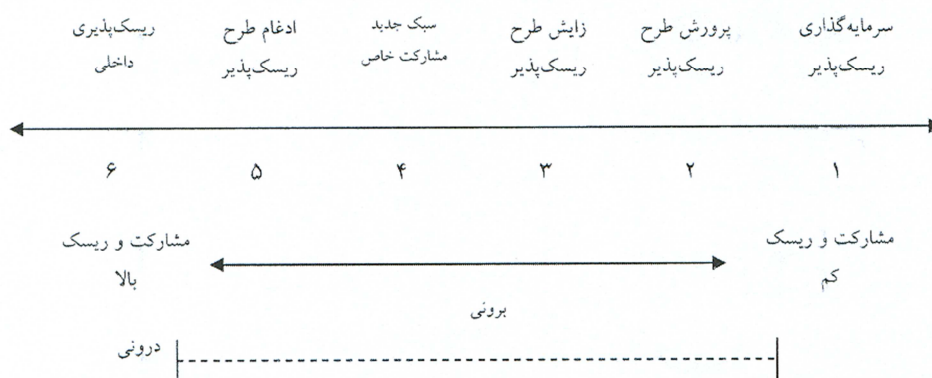 سرمایه‌گذاری ریسک‌پذیر
پرورش طرح ریسک‌پذیر
زایش طرح ریسک‌پذیر
سبک جدید مشارکت خاص
ادغام طرح ریسک‌پذیر
ریسک‌پذیری داخلی
۱ ۲ ۳ ۴ ۵ ۶
مشارکت و ریسک کم
مشارکت و ریسک بالا
برونی
درونی